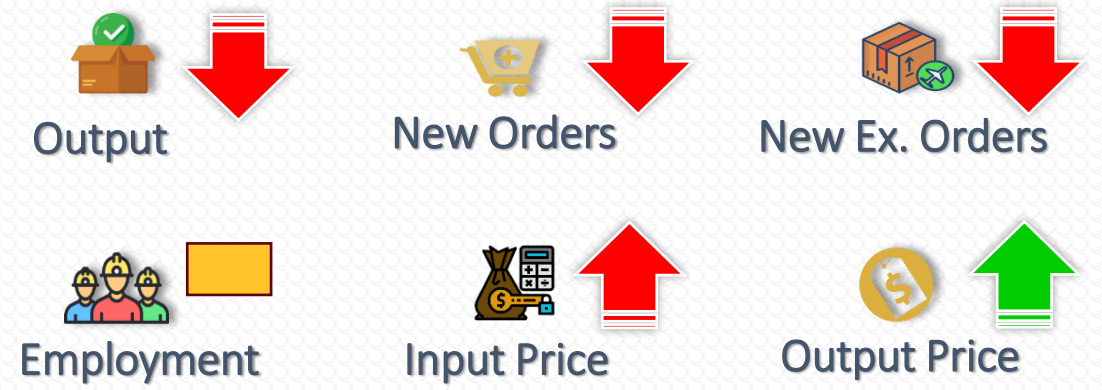 Output
New Orders
New Ex. Orders
Employment
Input Price
Output Price